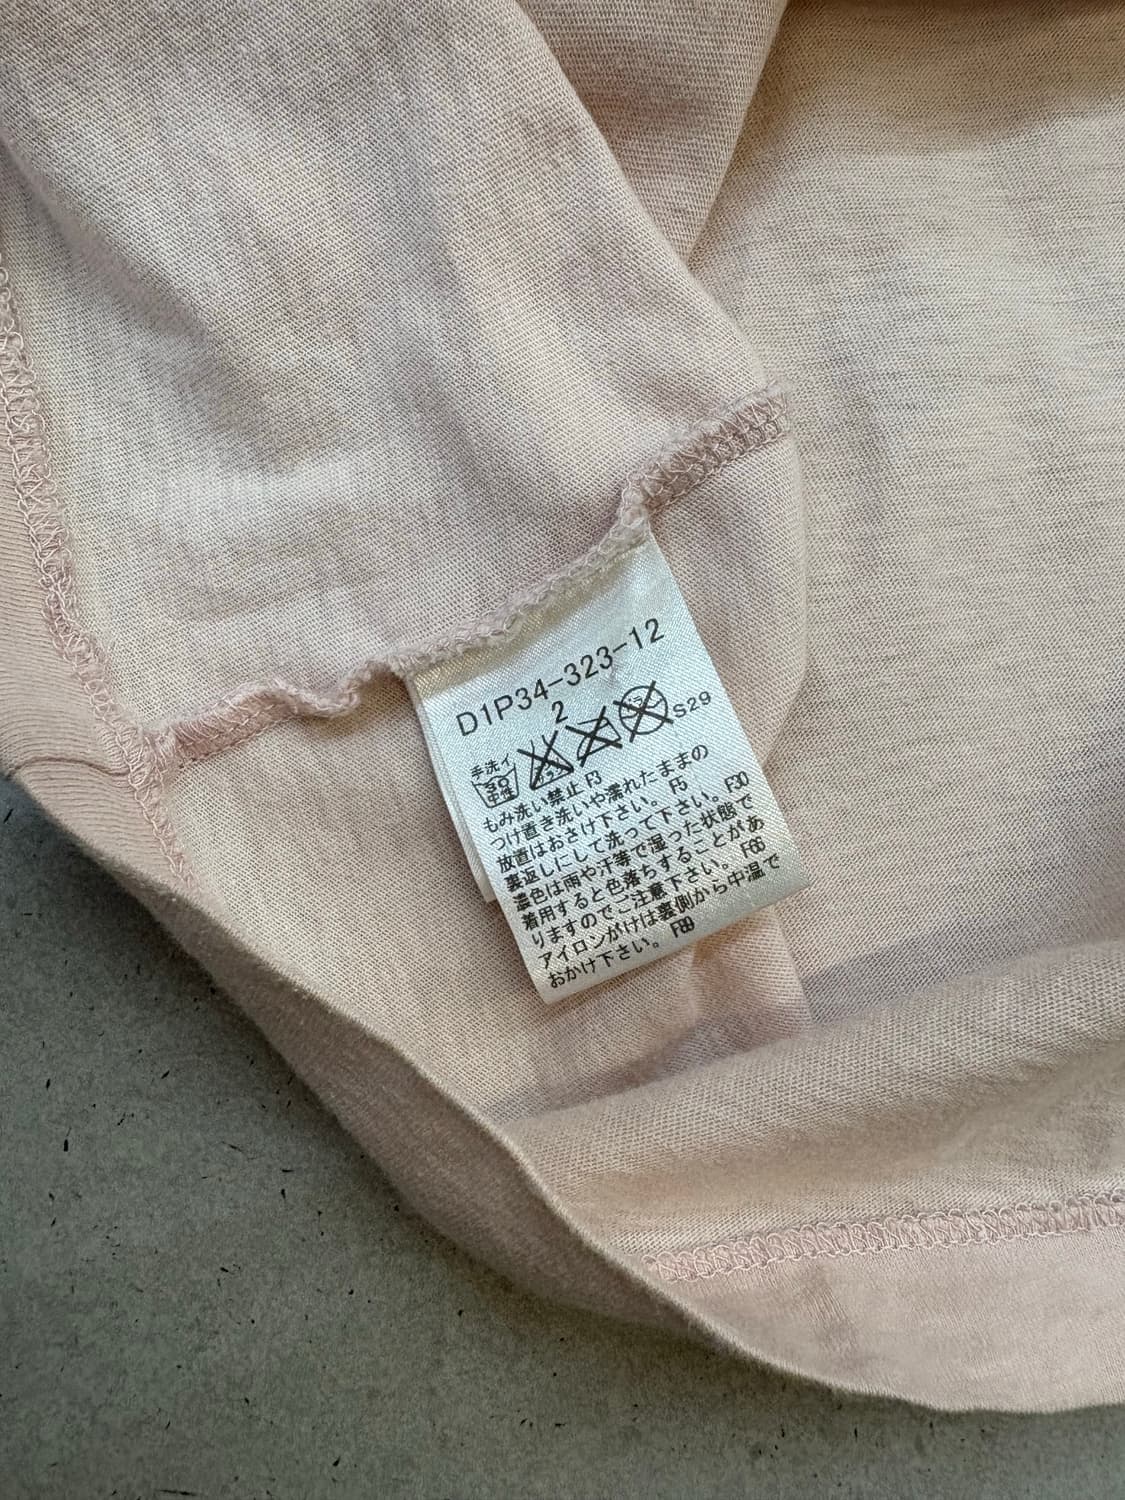 D1P34-323-12
2
手洗イ
30
中性
S29
もみ洗い禁止 F3
つけ置き洗いや濡れたままの
放置はおさけ下さい。 F5
裏返しにして洗って下さい。 F30
濃色は雨や汗等で湿った状態で
着用すると色落ちすることがあ
りますのでご注意下さい。 F66
アイロンがけは裏側から中温で
おかけ下さい。 F89